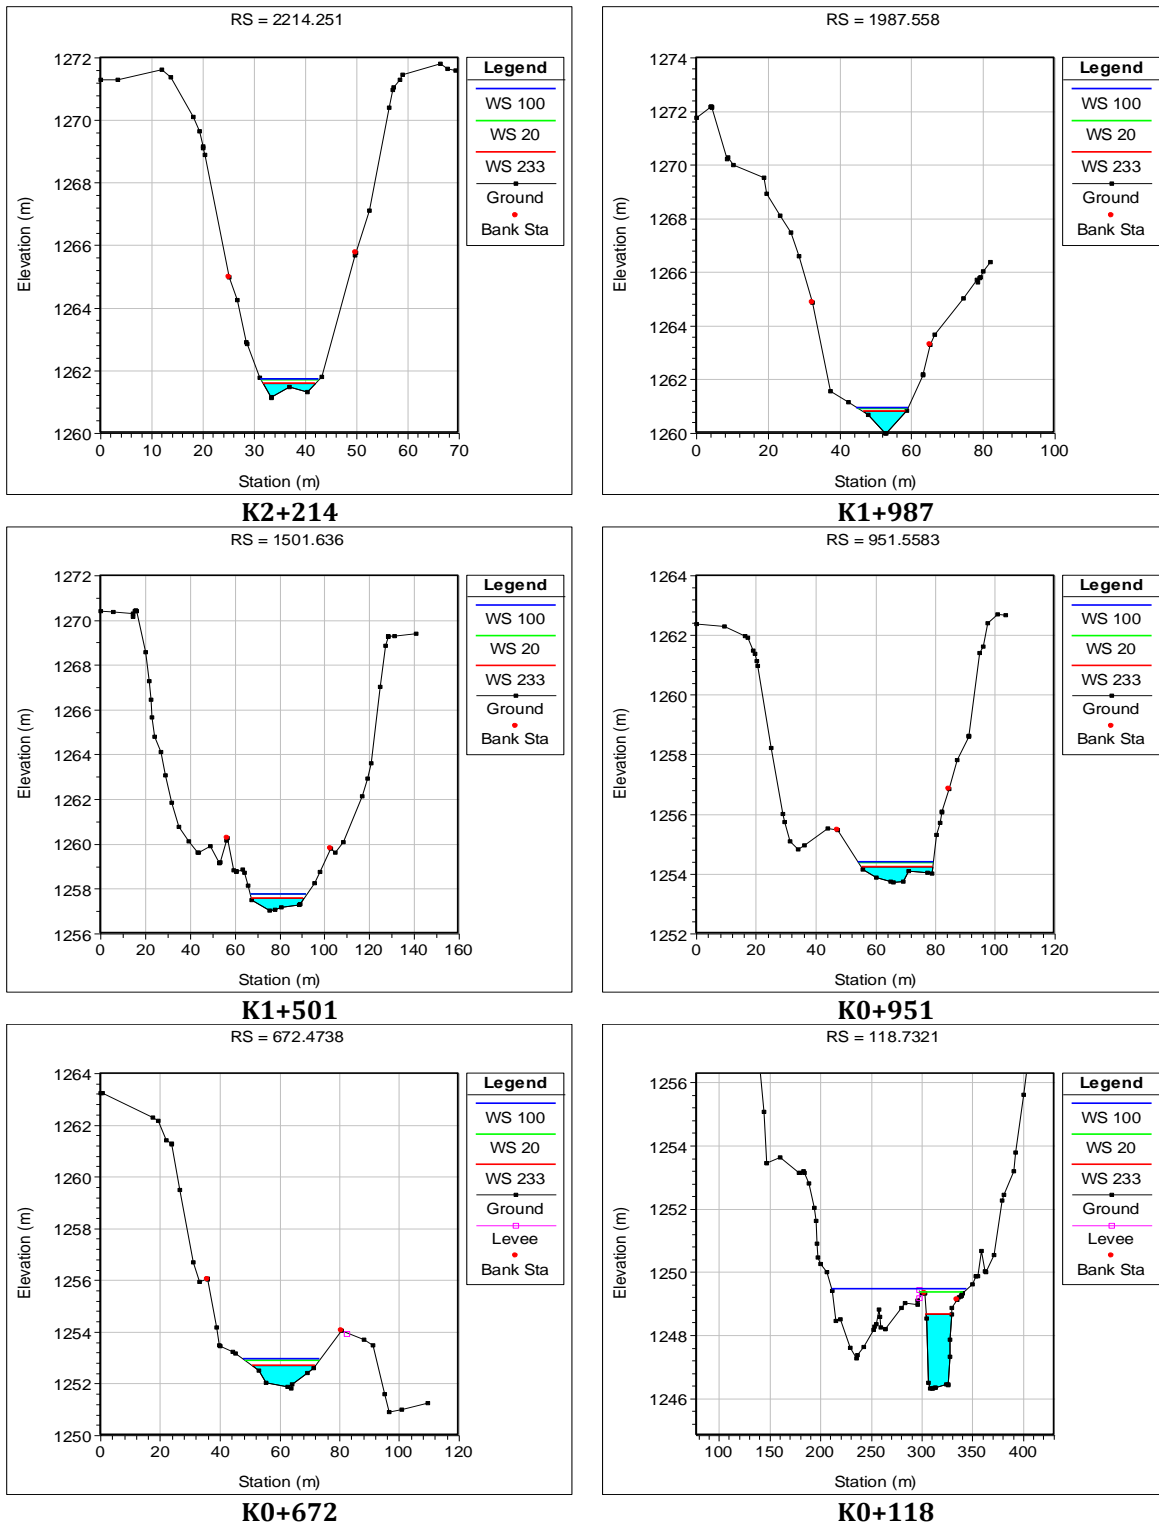 RS = 2214.251
1272
1270
1268
1266
1264
1262
1260
0 10 20 30 40 50 60 70
Elevation (m)
Station (m)
Legend
WS 100
WS 20
WS 233
Ground
Bank Sta
K2+214
RS = 1987.558
1274
1272
1270
1268
1266
1264
1262
1260
0 20 40 60 80 100
Elevation (m)
Station (m)
Legend
WS 100
WS 20
WS 233
Ground
Bank Sta
K1+987
RS = 1501.636
1272
1270
1268
1266
1264
1262
1260
1258
1256
0 20 40 60 80 100 120 140 160
Elevation (m)
Station (m)
Legend
WS 100
WS 20
WS 233
Ground
Bank Sta
K1+501
RS = 951.5583
1264
1262
1260
1258
1256
1254
1252
0 20 40 60 80 100 120
Elevation (m)
Station (m)
Legend
WS 100
WS 20
WS 233
Ground
Bank Sta
K0+951
RS = 672.4738
1264
1262
1260
1258
1256
1254
1252
1250
0 20 40 60 80 100 120
Elevation (m)
Station (m)
Legend
WS 100
WS 20
WS 233
Ground
Levee
Bank Sta
K0+672
RS = 118.7321
1256
1254
1252
1250
1248
1246
100 150 200 250 300 350 400
Elevation (m)
Station (m)
Legend
WS 100
WS 20
WS 233
Ground
Levee
Bank Sta
K0+118